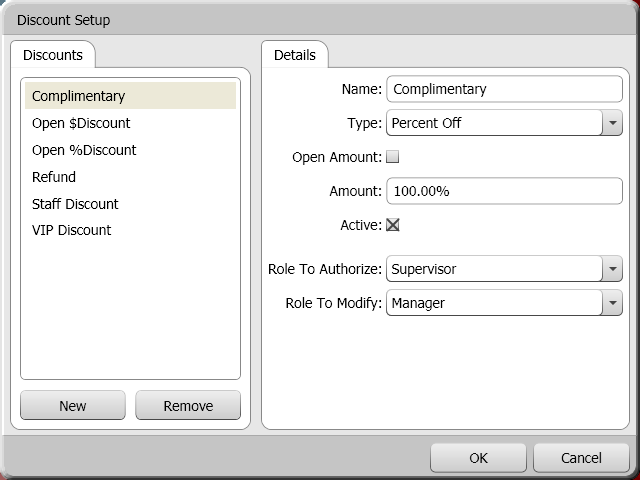 Discount Setup
Discounts
Complimentary
Open $Discount
Open %Discount
Refund
Staff Discount
VIP Discount
New
Remove
Details
Name: Complimentary
Type: Percent Off
Open Amount:
Amount: 100.00%
Active:
Role To Authorize: Supervisor
Role To Modify: Manager
OK
Cancel